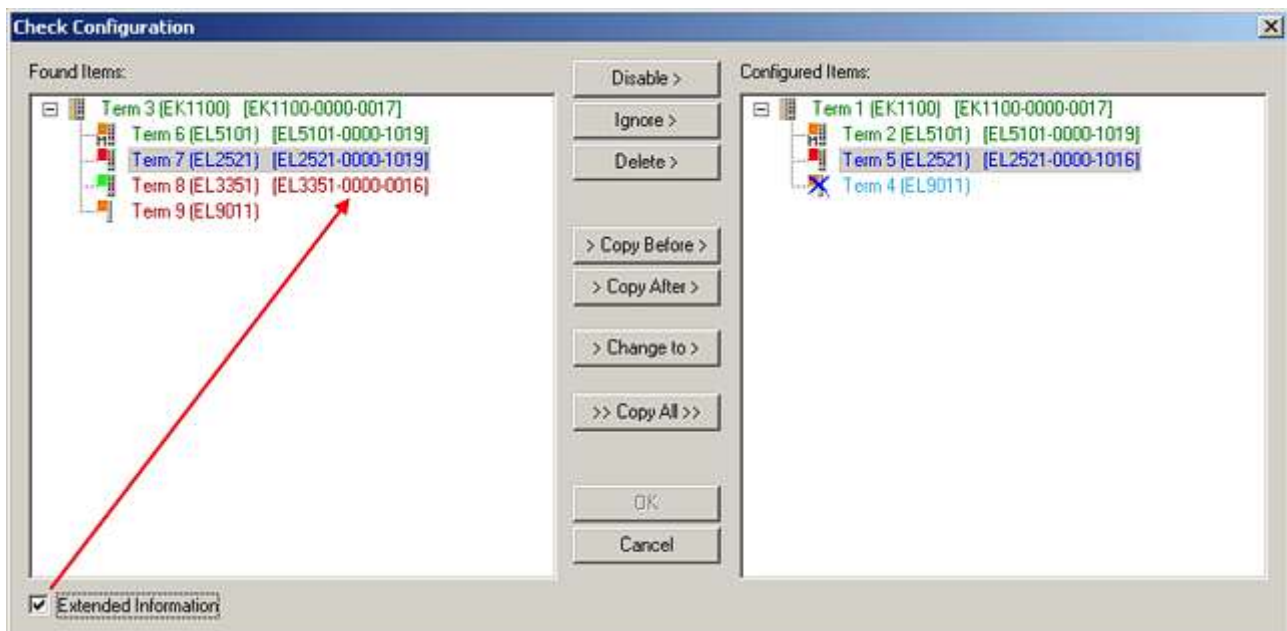 Check Configuration
Found Items:
Term 3 (EK1100) [EK1100-0000-0017]
Term 6 (EL5101) [EL5101-0000-1019]
Term 7 (EL2521) [EL2521-0000-1019]
Term 8 (EL3351) [EL3351-0000-0016]
Term 9 (EL9011)
Disable >
Ignore >
Delete >
> Copy Before >
> Copy After >
> Change to >
>> Copy All >>
OK
Cancel
Configured Items:
Term 1 (EK1100) [EK1100-0000-0017]
Term 2 (EL5101) [EL5101-0000-1019]
Term 5 (EL2521) [EL2521-0000-1016]
Term 4 (EL9011)
Extended Information